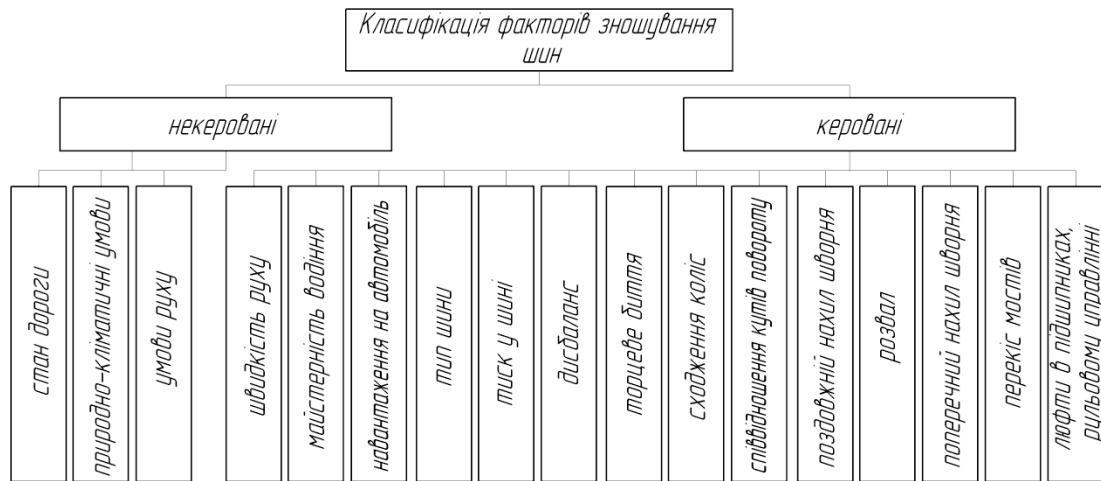 Класифікація факторів зношування
шин
некеровані
керовані
стан дороги
природно-кліматичні умови
умови руху
швидкість руху
майстерність водіння
навантаження на автомобіль
тип шини
тиск у шині
дисбаланс
торцеве биття
сходження коліс
співвідношення кутів повороту
поздовжній нахил шворня
розвал
поперечний нахил шворня
перекіс мостів
люфти в підшипниках,
рульовому управлінні